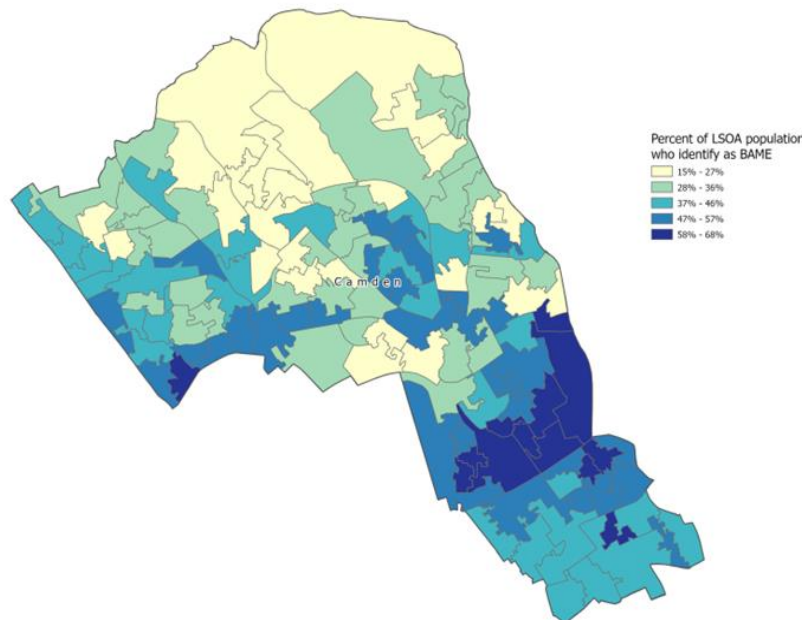 Percent of LSOA population
who identify as BAME
15% - 27%
28% - 36%
37% - 46%
47% - 57%
58% - 68%
Camden